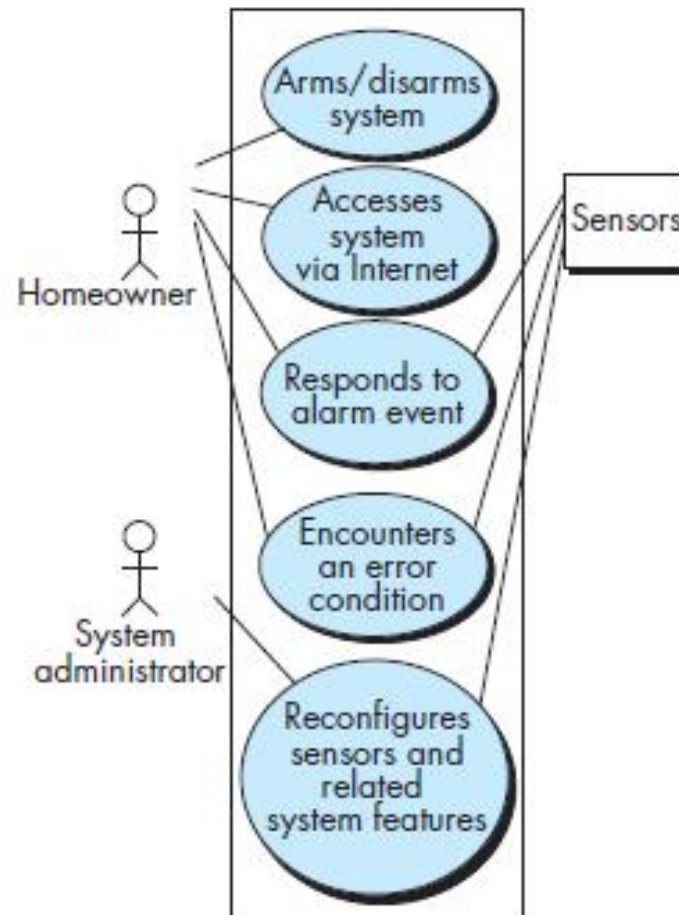 Arms/disarms
system
Accesses
system
via Internet
Sensors
Homeowner
Responds to
alarm event
Encounters
an error
condition
System
administrator
Reconfigures
sensors and
related
system features